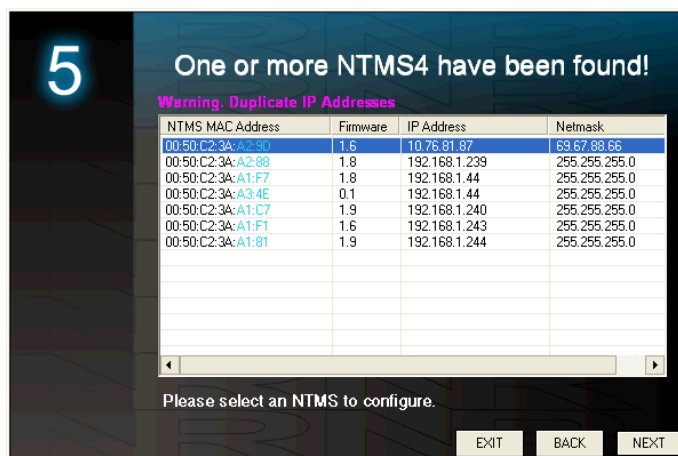 5
One or more NTMS4 have been found!
Warning. Duplicate IP Addresses
NTMS MAC Address Firmware IP Address Netmask
00:50:C2:3A:A2:9D 1.6 10.76.81.87 69.67.88.66
00:50:C2:3A:A2:88 1.8 192.168.1.239 255.255.255.0
00:50:C2:3A:A1:F7 1.8 192.168.1.44 255.255.255.0
00:50:C2:3A:A3:4E 0.1 192.168.1.44 255.255.255.0
00:50:C2:3A:A1:C7 1.9 192.168.1.240 255.255.255.0
00:50:C2:3A:A1:F1 1.6 192.168.1.243 255.255.255.0
00:50:C2:3A:A1:81 1.9 192.168.1.244 255.255.255.0
Please select an NTMS to configure.
EXIT BACK NEXT